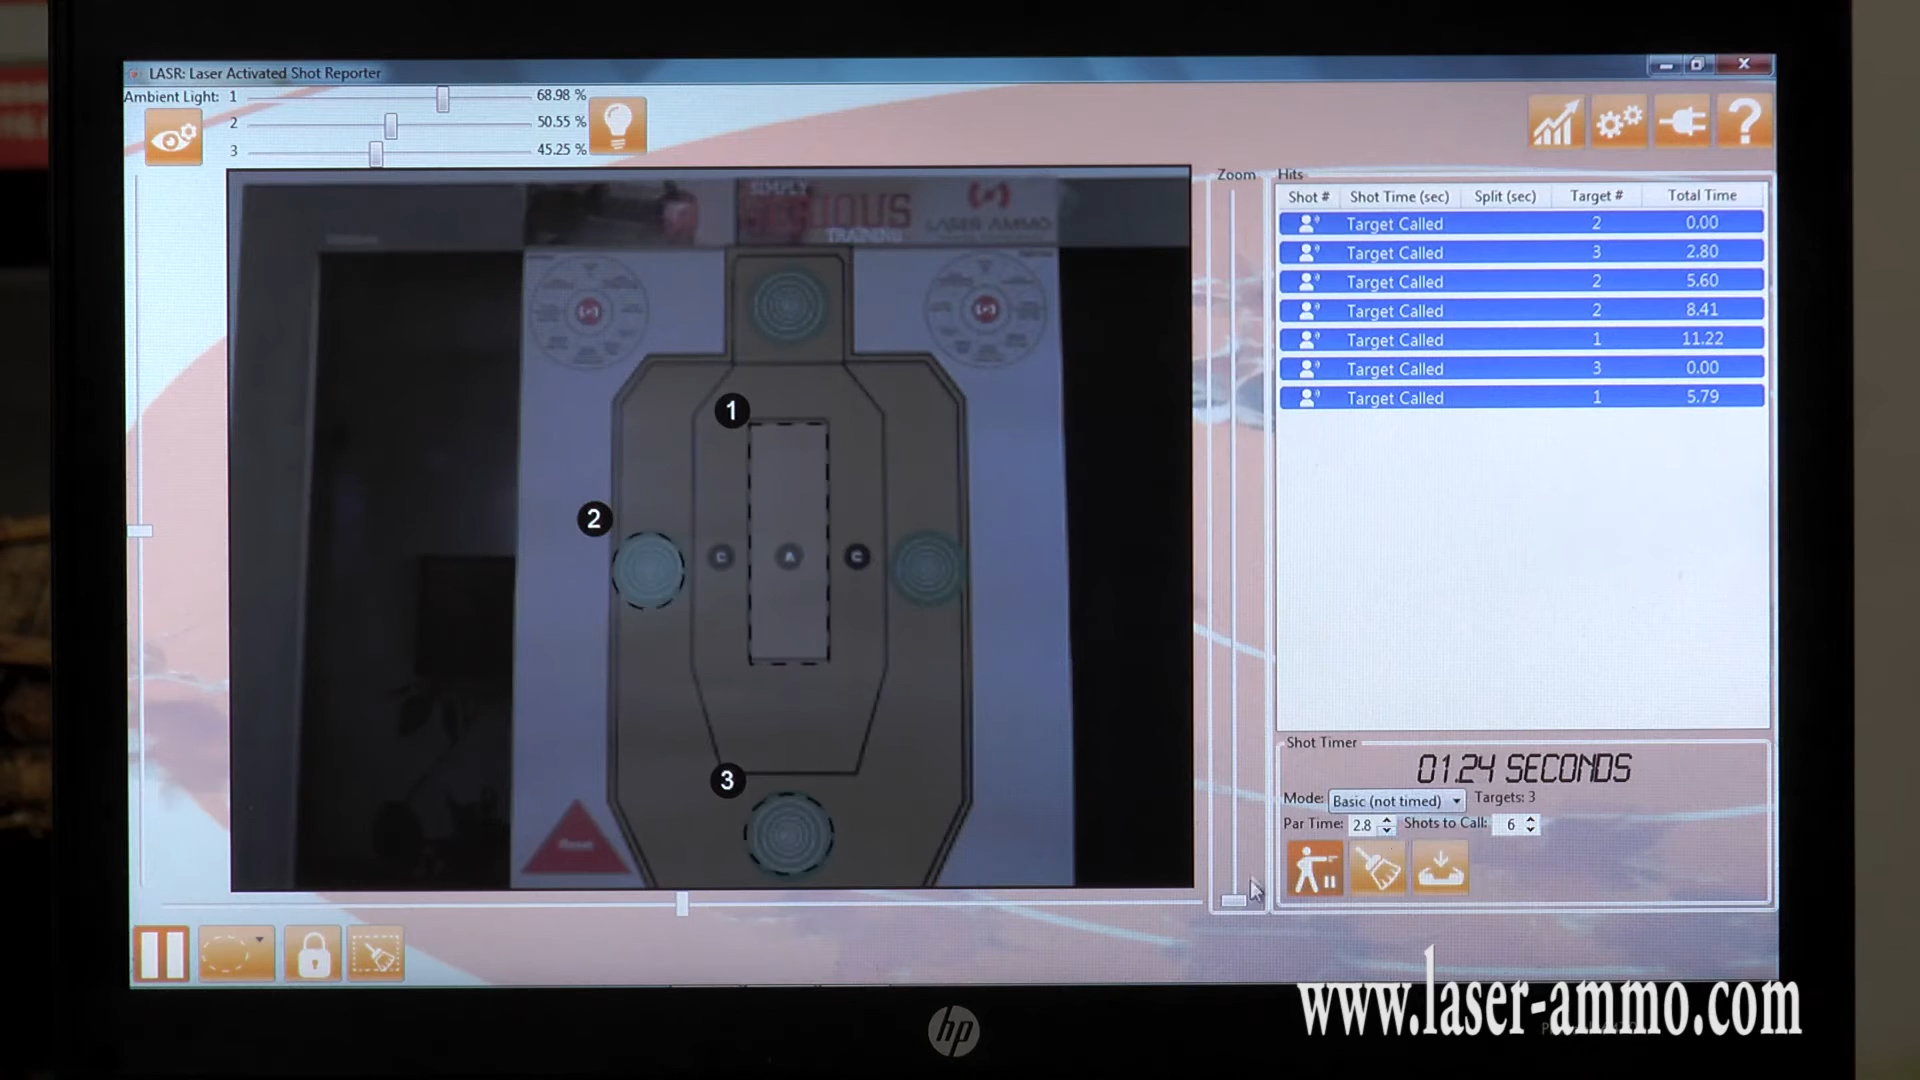 LASR: Laser Activated Shot Reporter
Ambient Light: 1 68.98 %
2 50.55 %
3 45.25 %
Zoom
Hits
Shot # Shot Time (sec) Split (sec) Target # Total Time
Target Called 2 0.00
Target Called 3 2.80
Target Called 2 5.60
Target Called 2 8.41
Target Called 1 11.22
Target Called 3 0.00
Target Called 1 5.79
SIMPLY
SERIOUS
TRAINING
LASER AMMO
1
2
C A C
3
Reset
Shot Timer
01.24 SECONDS
Mode: Basic (not timed) Targets: 3
Par Time: 2.8 Shots to Call: 6
www.laser-ammo.com
hp